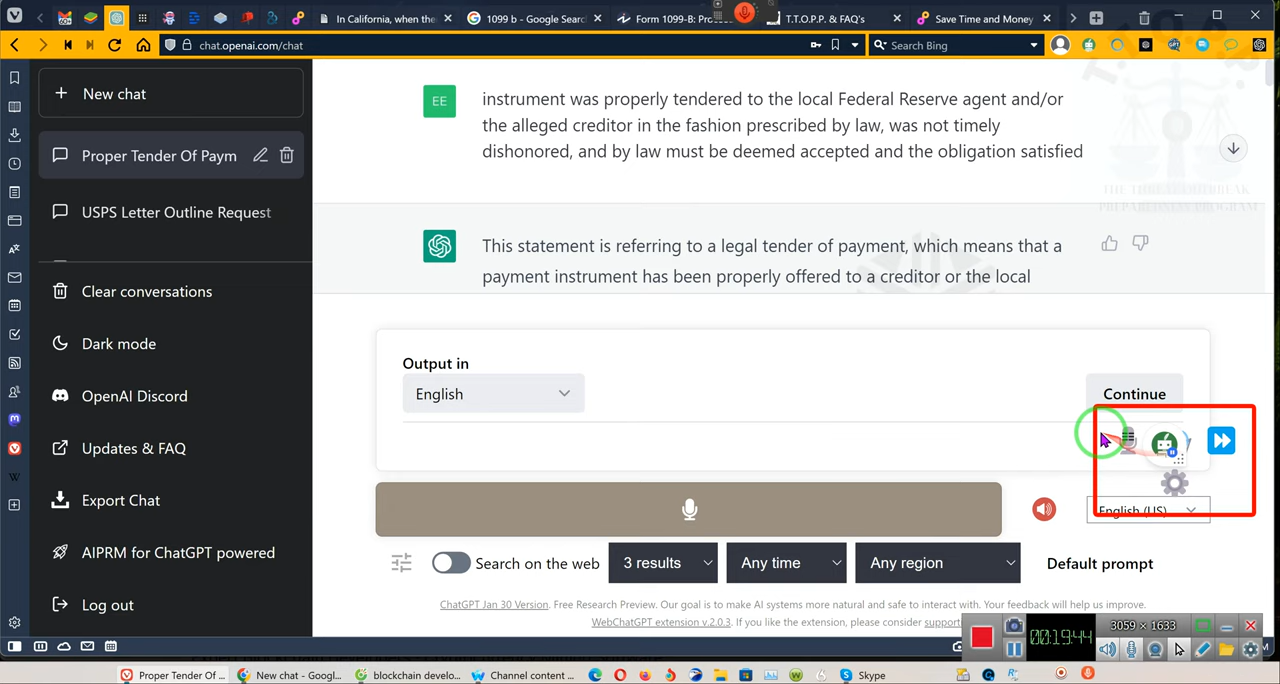 In California, when the
1099 b - Google Searc
Form 1099-B: Pro
T.T.O.P.P. & FAQ's
Save Time and Money
chat.openai.com/chat
Search Bing
New chat
Proper Tender Of Paym
USPS Letter Outline Request
Clear conversations
Dark mode
OpenAI Discord
Updates & FAQ
Export Chat
AIPRM for ChatGPT powered
Log out
EE
instrument was properly tendered to the local Federal Reserve agent and/or
the alleged creditor in the fashion prescribed by law, was not timely
dishonored, and by law must be deemed accepted and the obligation satisfied
This statement is referring to a legal tender of payment, which means that a
payment instrument has been properly offered to a creditor or the local
Output in
English
Continue
English (US)
Search on the web
3 results
Any time
Any region
Default prompt
ChatGPT Jan 30 Version. Free Research Preview. Our goal is to make AI systems more natural and safe to interact with. Your feedback will help us improve.
WebChatGPT extension v.2.0.3. If you like the extension, please consider
3059 × 1633
00:19:44
Proper Tender Of ...
New chat - Googl...
blockchain develo...
Channel content ...
Skype